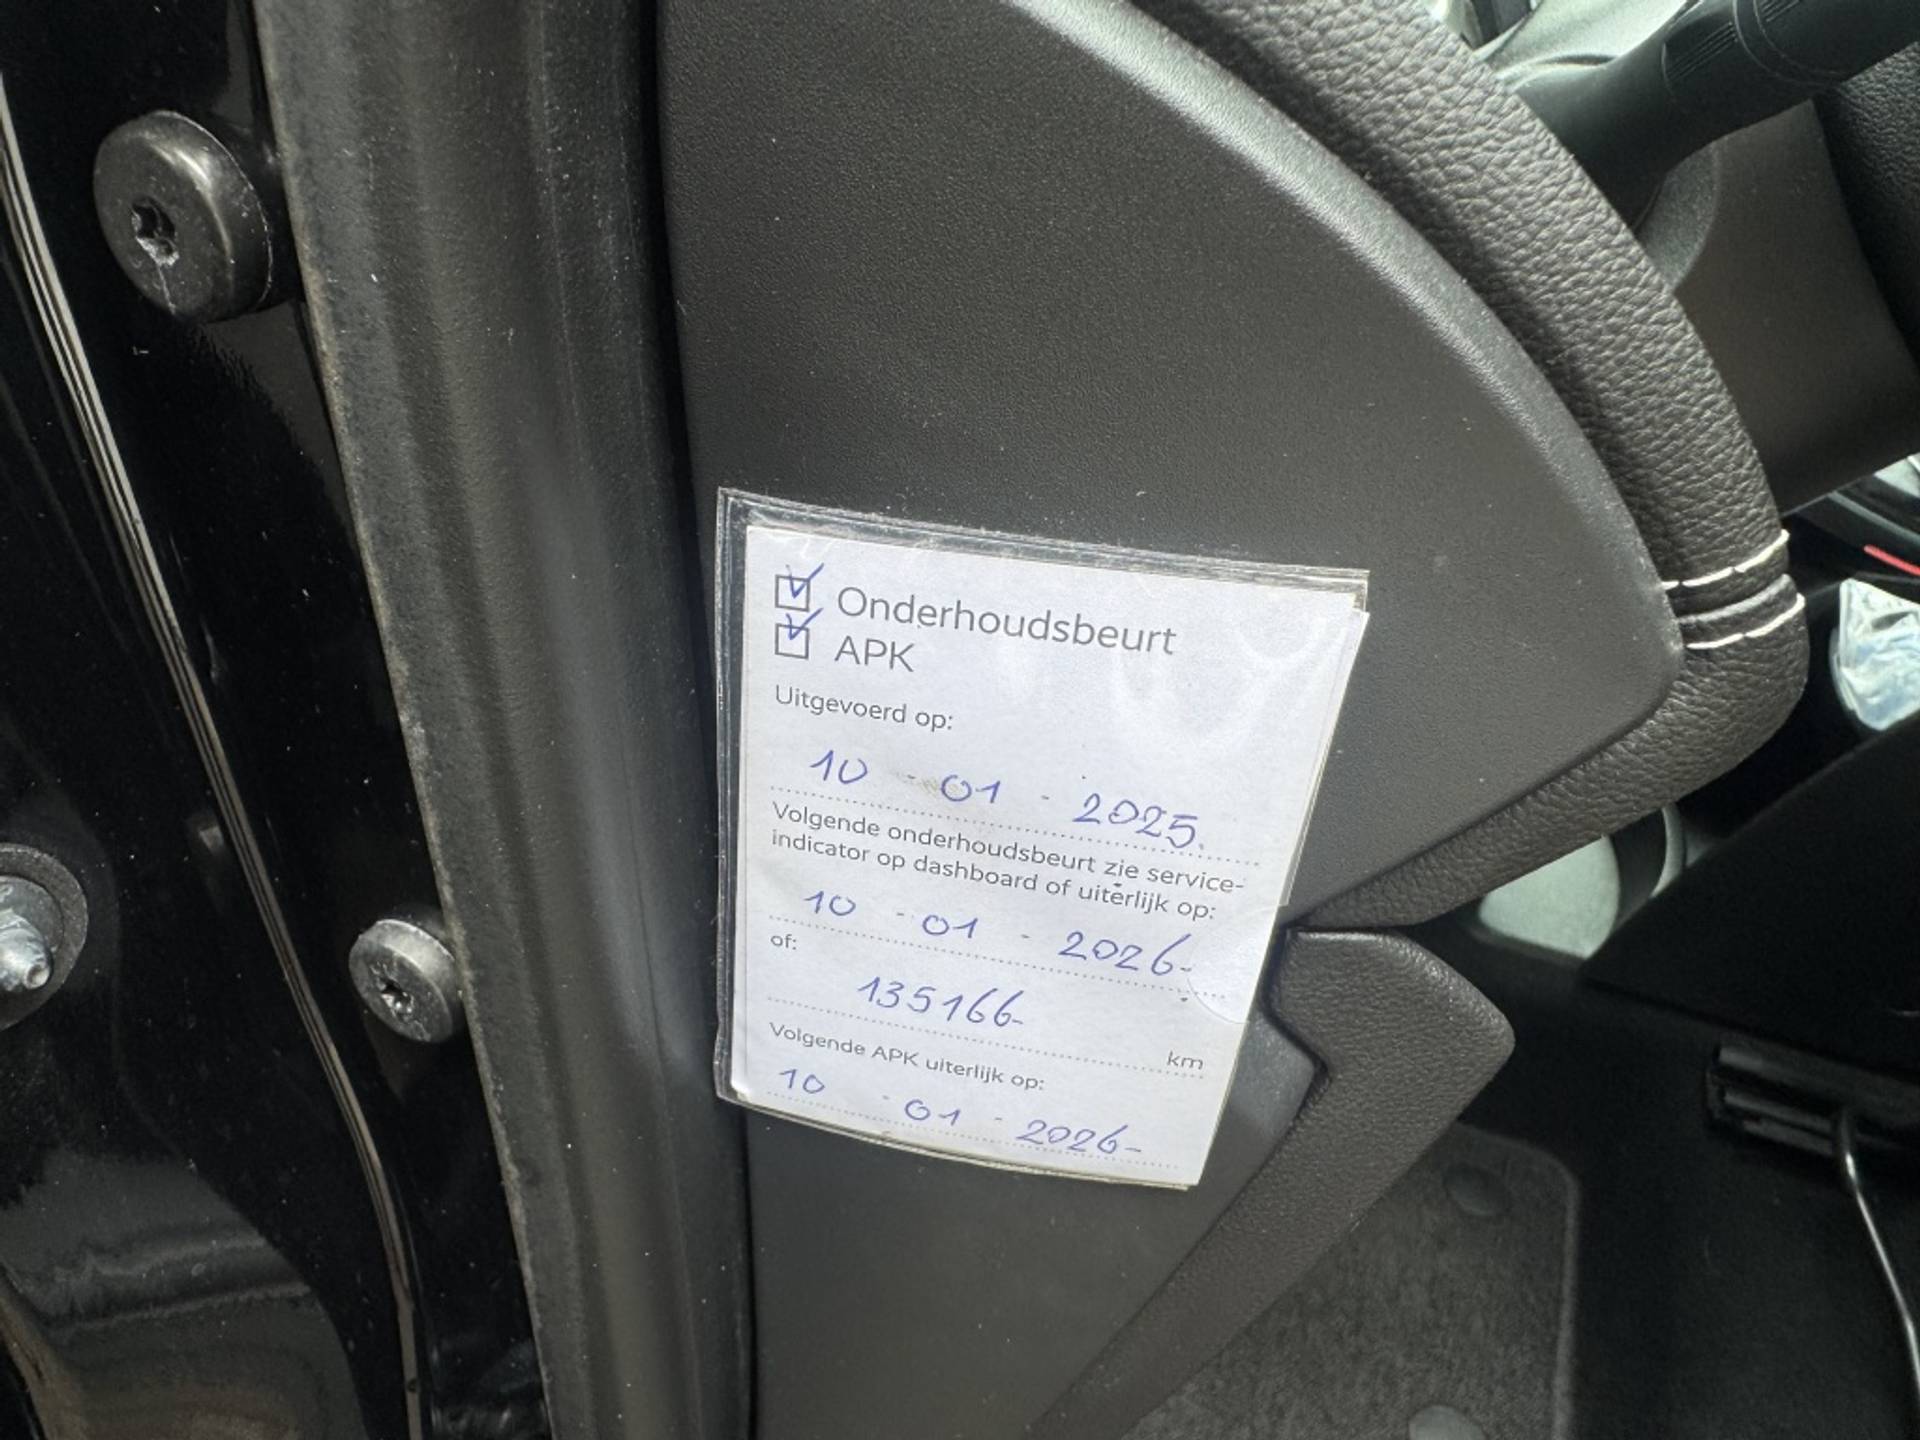 Onderhoudsbeurt
APK
Uitgevoerd op:
10 - 01 - 2025.
Volgende onderhoudsbeurt zie service-
indicator op dashboard of uiterlijk op:
10 - 01 - 2026-
of:
135166-
km
Volgende APK uiterlijk op:
10 - 01 - 2026-